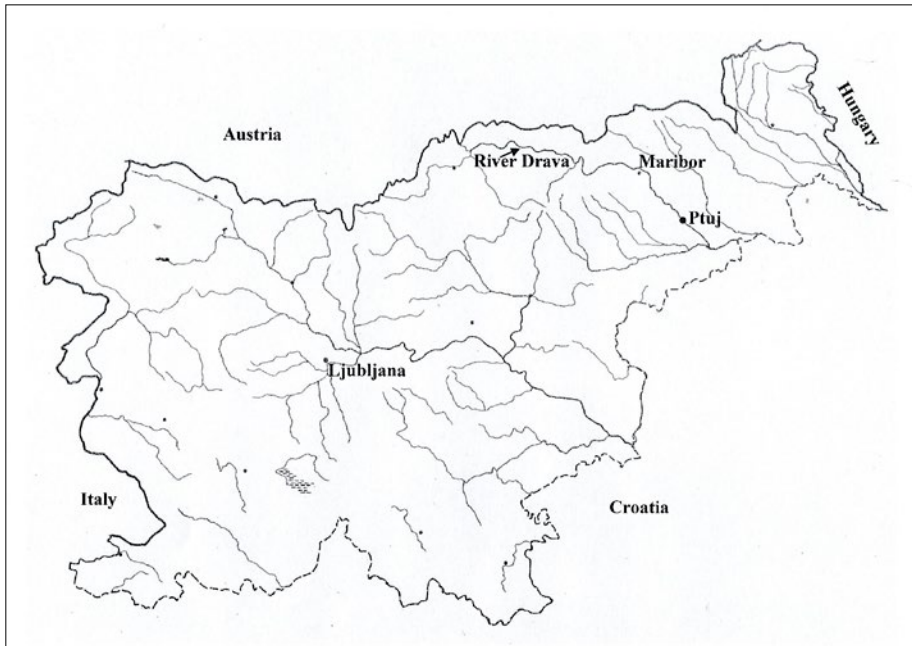 Hungary
Austria
River Drava
Maribor
Ptuj
Ljubljana
Italy
Croatia